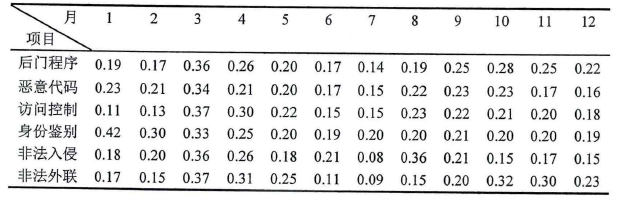 月 1 2 3 4 5 6 7 8 9 10 11 12
项目
后门程序 0.19 0.17 0.36 0.26 0.20 0.17 0.14 0.19 0.25 0.28 0.25 0.22
恶意代码 0.23 0.21 0.34 0.21 0.20 0.17 0.15 0.22 0.23 0.23 0.17 0.16
访问控制 0.11 0.13 0.37 0.30 0.22 0.15 0.15 0.23 0.22 0.21 0.20 0.18
身份鉴别 0.42 0.30 0.33 0.25 0.20 0.19 0.20 0.20 0.21 0.20 0.20 0.19
非法入侵 0.18 0.20 0.36 0.26 0.18 0.21 0.08 0.36 0.21 0.15 0.17 0.15
非法外联 0.17 0.15 0.37 0.31 0.25 0.11 0.09 0.15 0.20 0.32 0.30 0.23